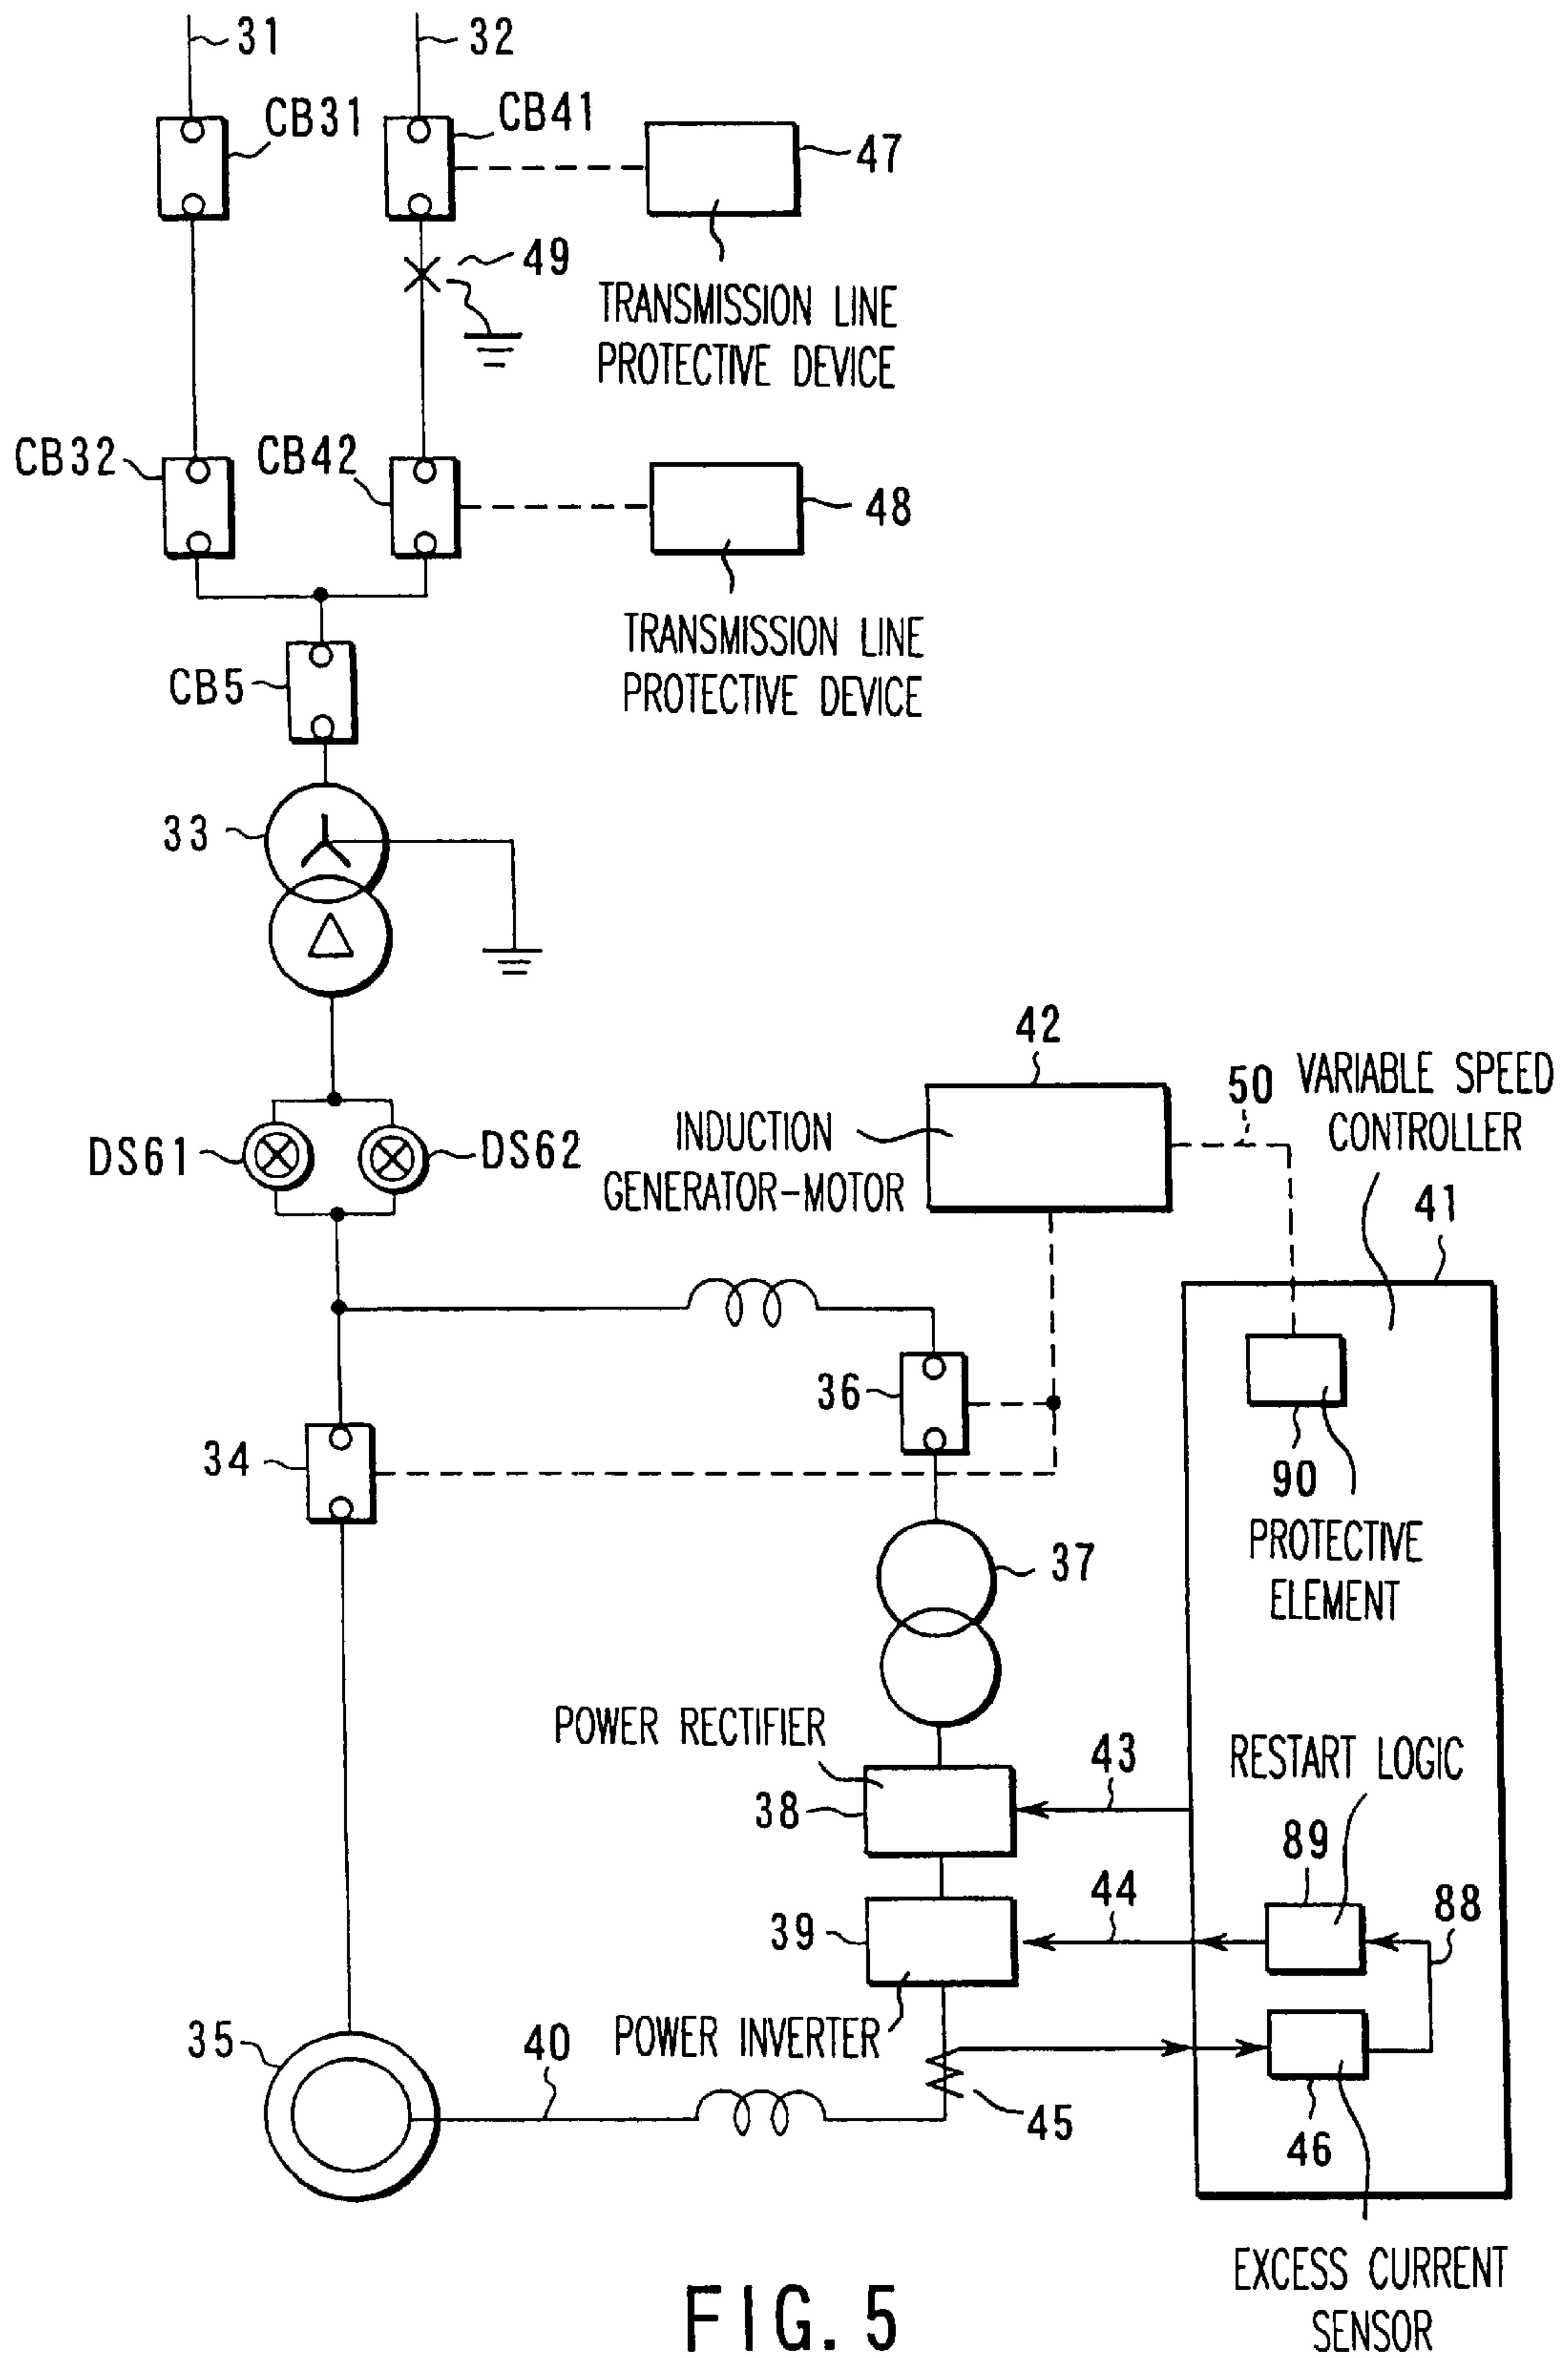 31
32
CB31
CB41
47
49
TRANSMISSION LINE
PROTECTIVE DEVICE
CB32
CB42
48
TRANSMISSION LINE
PROTECTIVE DEVICE
CB5
33
42
50
VARIABLE SPEED
CONTROLLER
INDUCTION
GENERATOR-MOTOR
DS61
DS62
41
36
34
90
PROTECTIVE
ELEMENT
37
POWER RECTIFIER
43
RESTART LOGIC
38
89
44
88
39
35
40
POWER INVERTER
45
46
EXCESS CURRENT
SENSOR
FIG. 5